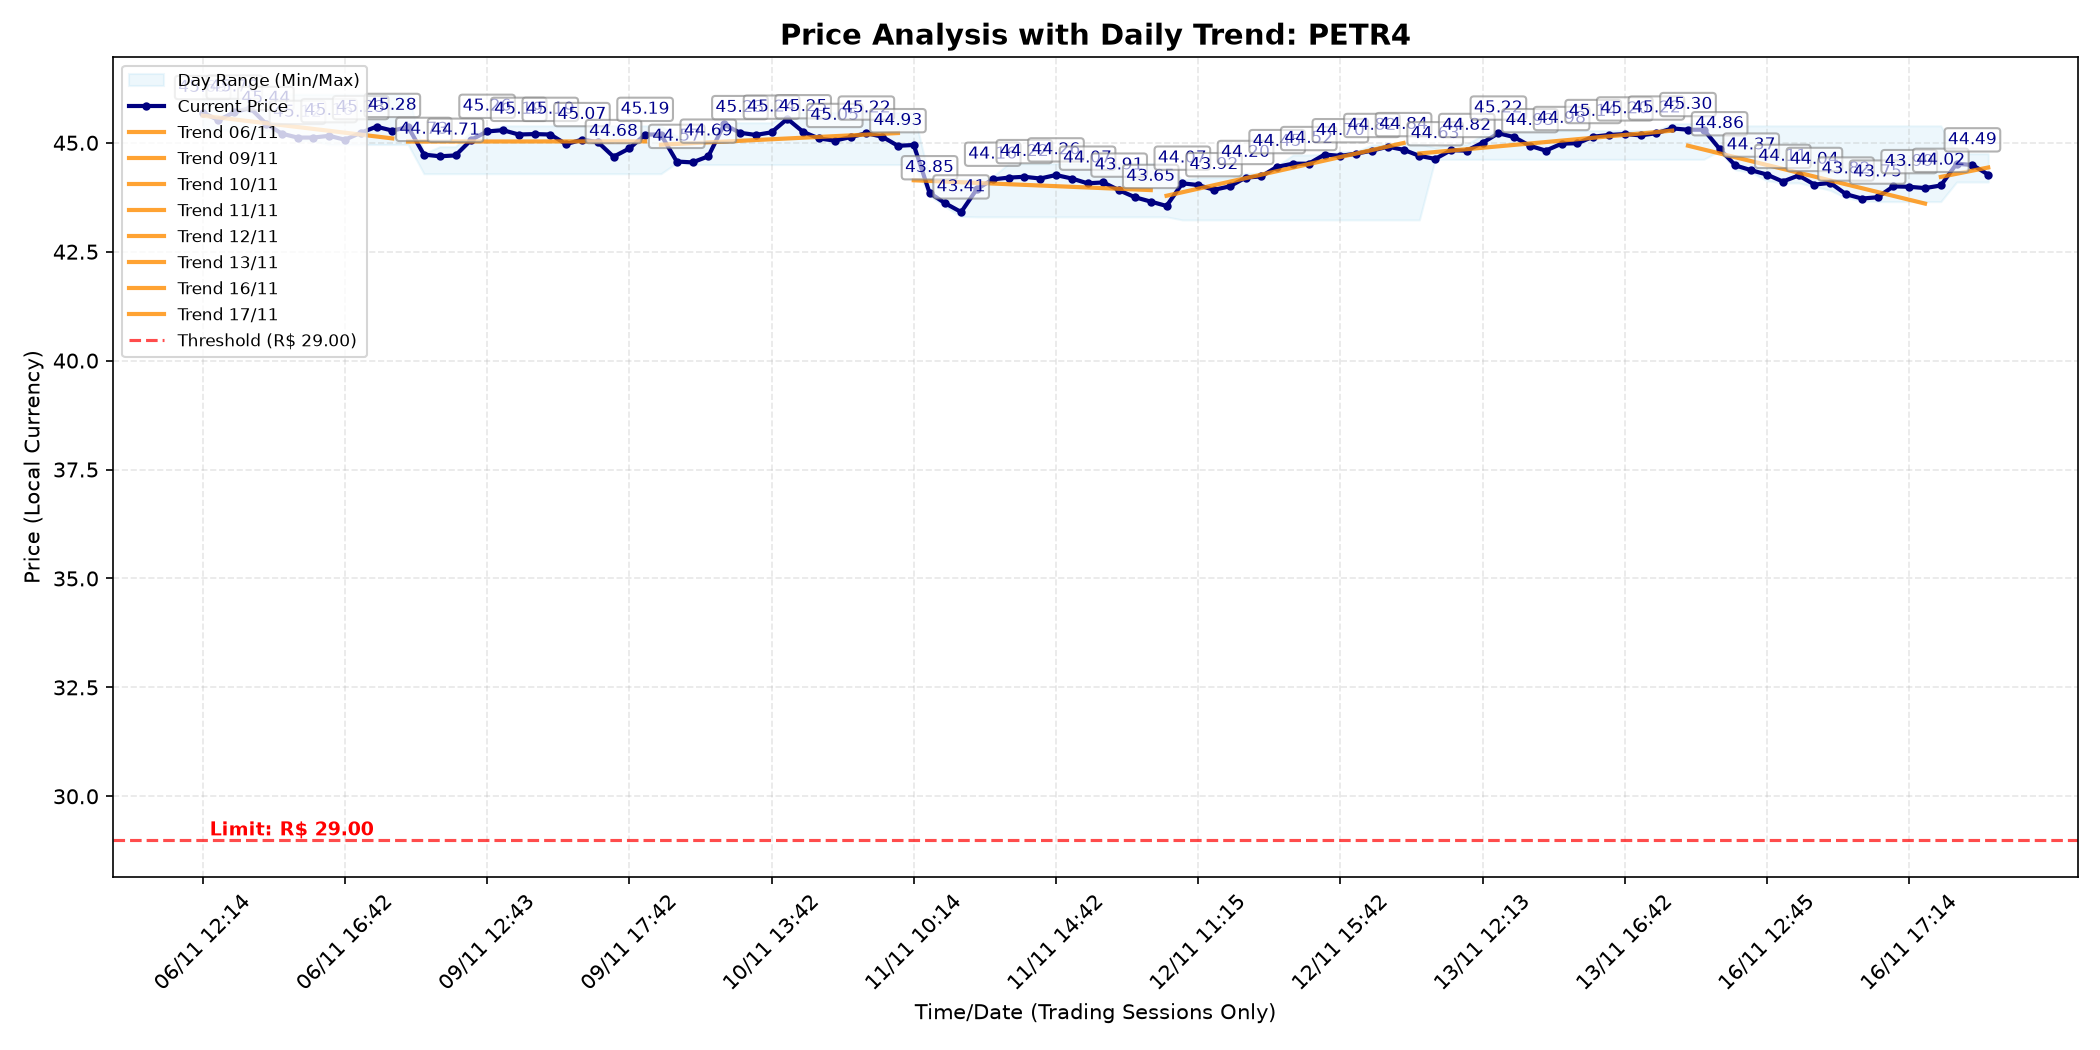 Price Analysis with Daily Trend: PETR4
Day Range (Min/Max)
Current Price
Trend 06/11
Trend 09/11
Trend 10/11
Trend 11/11
Trend 12/11
Trend 13/11
Trend 16/11
Trend 17/11
Threshold (R$ 29.00)
45.28
44.71
45.07
44.68
45.19
44.69
45.22
44.93
43.85
43.41
43.91
43.65
43.92
44.20
44.84
44.82
45.22
45.30
44.86
44.37
44.04
43.75
44.02
44.49
45.0
42.5
40.0
37.5
35.0
32.5
30.0
Price (Local Currency)
Limit: R$ 29.00
06/11 12:14
06/11 16:42
09/11 12:43
09/11 17:42
10/11 13:42
11/11 10:14
11/11 14:42
12/11 11:15
12/11 15:42
13/11 12:13
13/11 16:42
16/11 12:45
16/11 17:14
Time/Date (Trading Sessions Only)